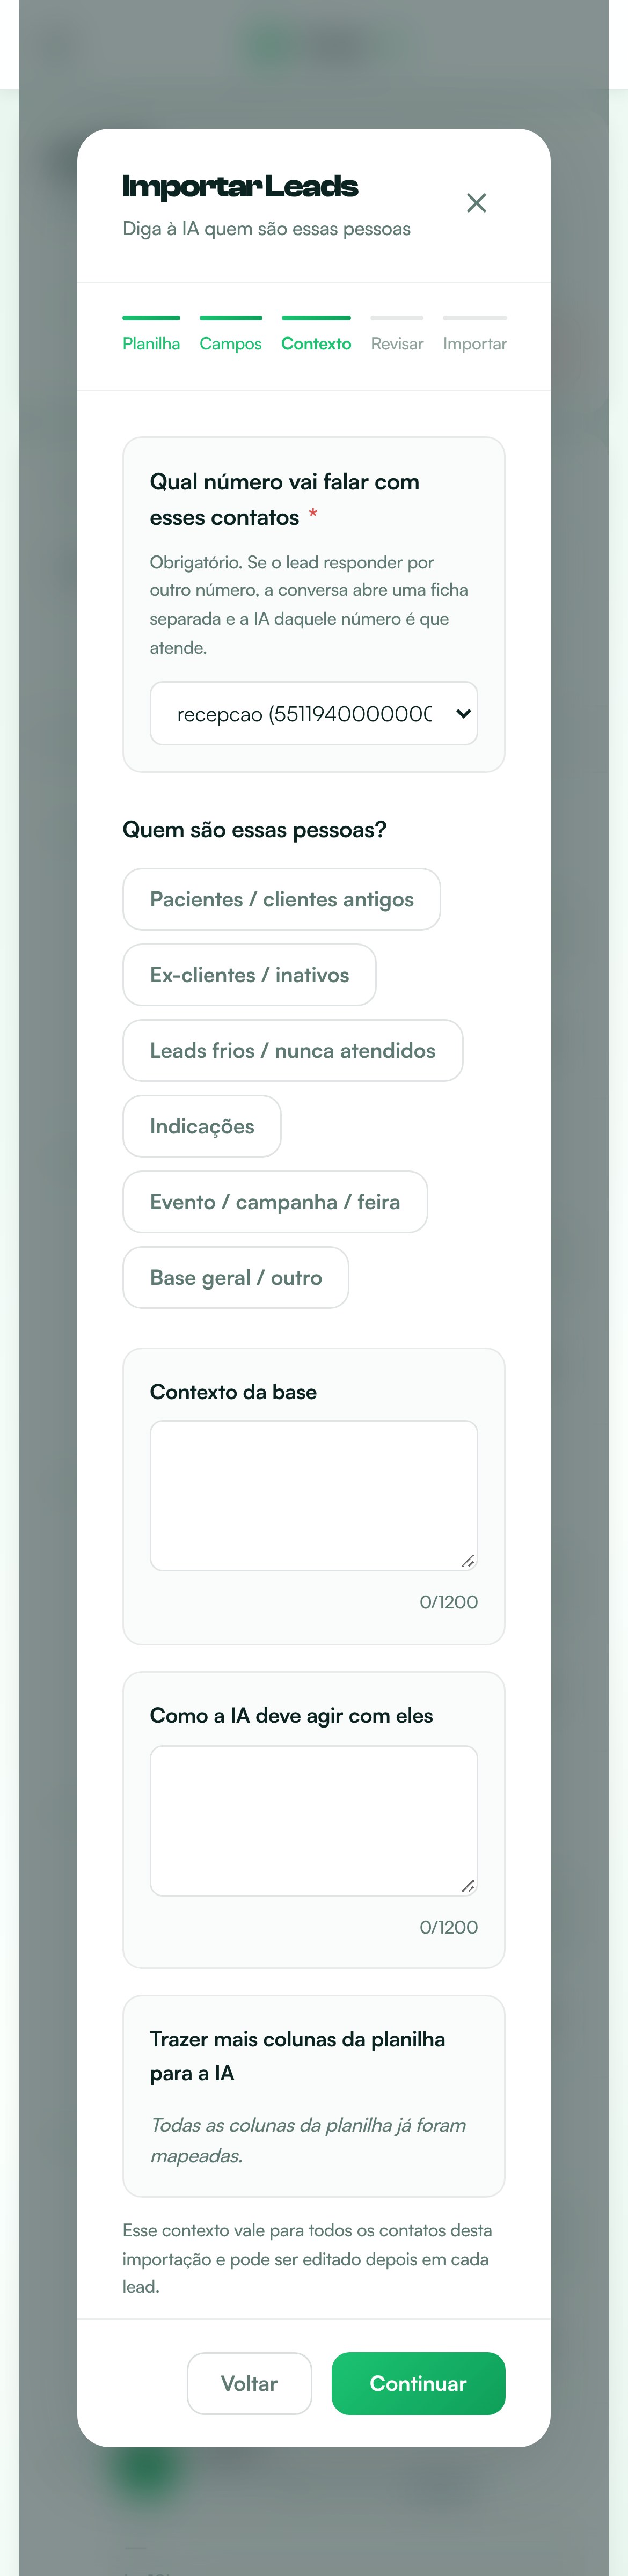 Importar Leads
Diga à IA quem são essas pessoas
Planilha Campos Contexto Revisar Importar
Qual número vai falar com
esses contatos *
Obrigatório. Se o lead responder por
outro número, a conversa abre uma ficha
separada e a IA daquele número é que
atende.
recepcao (5511940000000
Quem são essas pessoas?
Pacientes / clientes antigos
Ex-clientes / inativos
Leads frios / nunca atendidos
Indicações
Evento / campanha / feira
Base geral / outro
Contexto da base
0/1200
Como a IA deve agir com eles
0/1200
Trazer mais colunas da planilha
para a IA
Todas as colunas da planilha já foram
mapeadas.
Esse contexto vale para todos os contatos desta
importação e pode ser editado depois em cada
lead.
Voltar Continuar